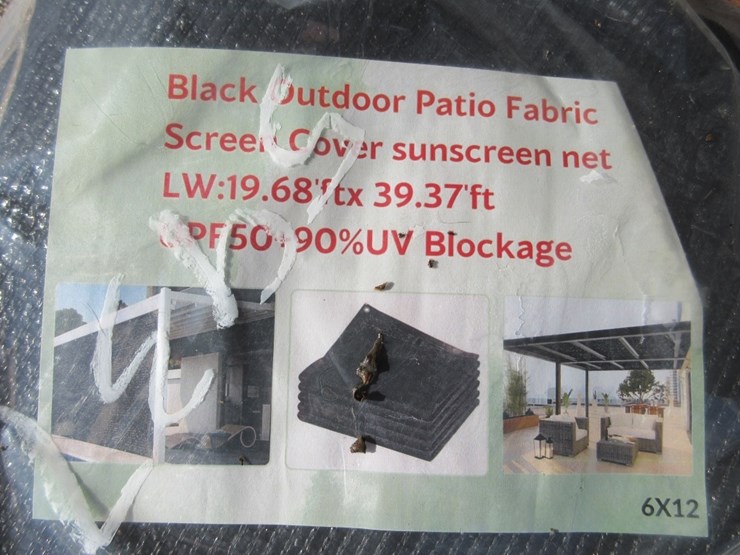 Black Outdoor Patio Fabric
Screen Cover sunscreen net
LW:19.68'ftx 39.37'ft
UPF50+90%UV Blockage
6X12